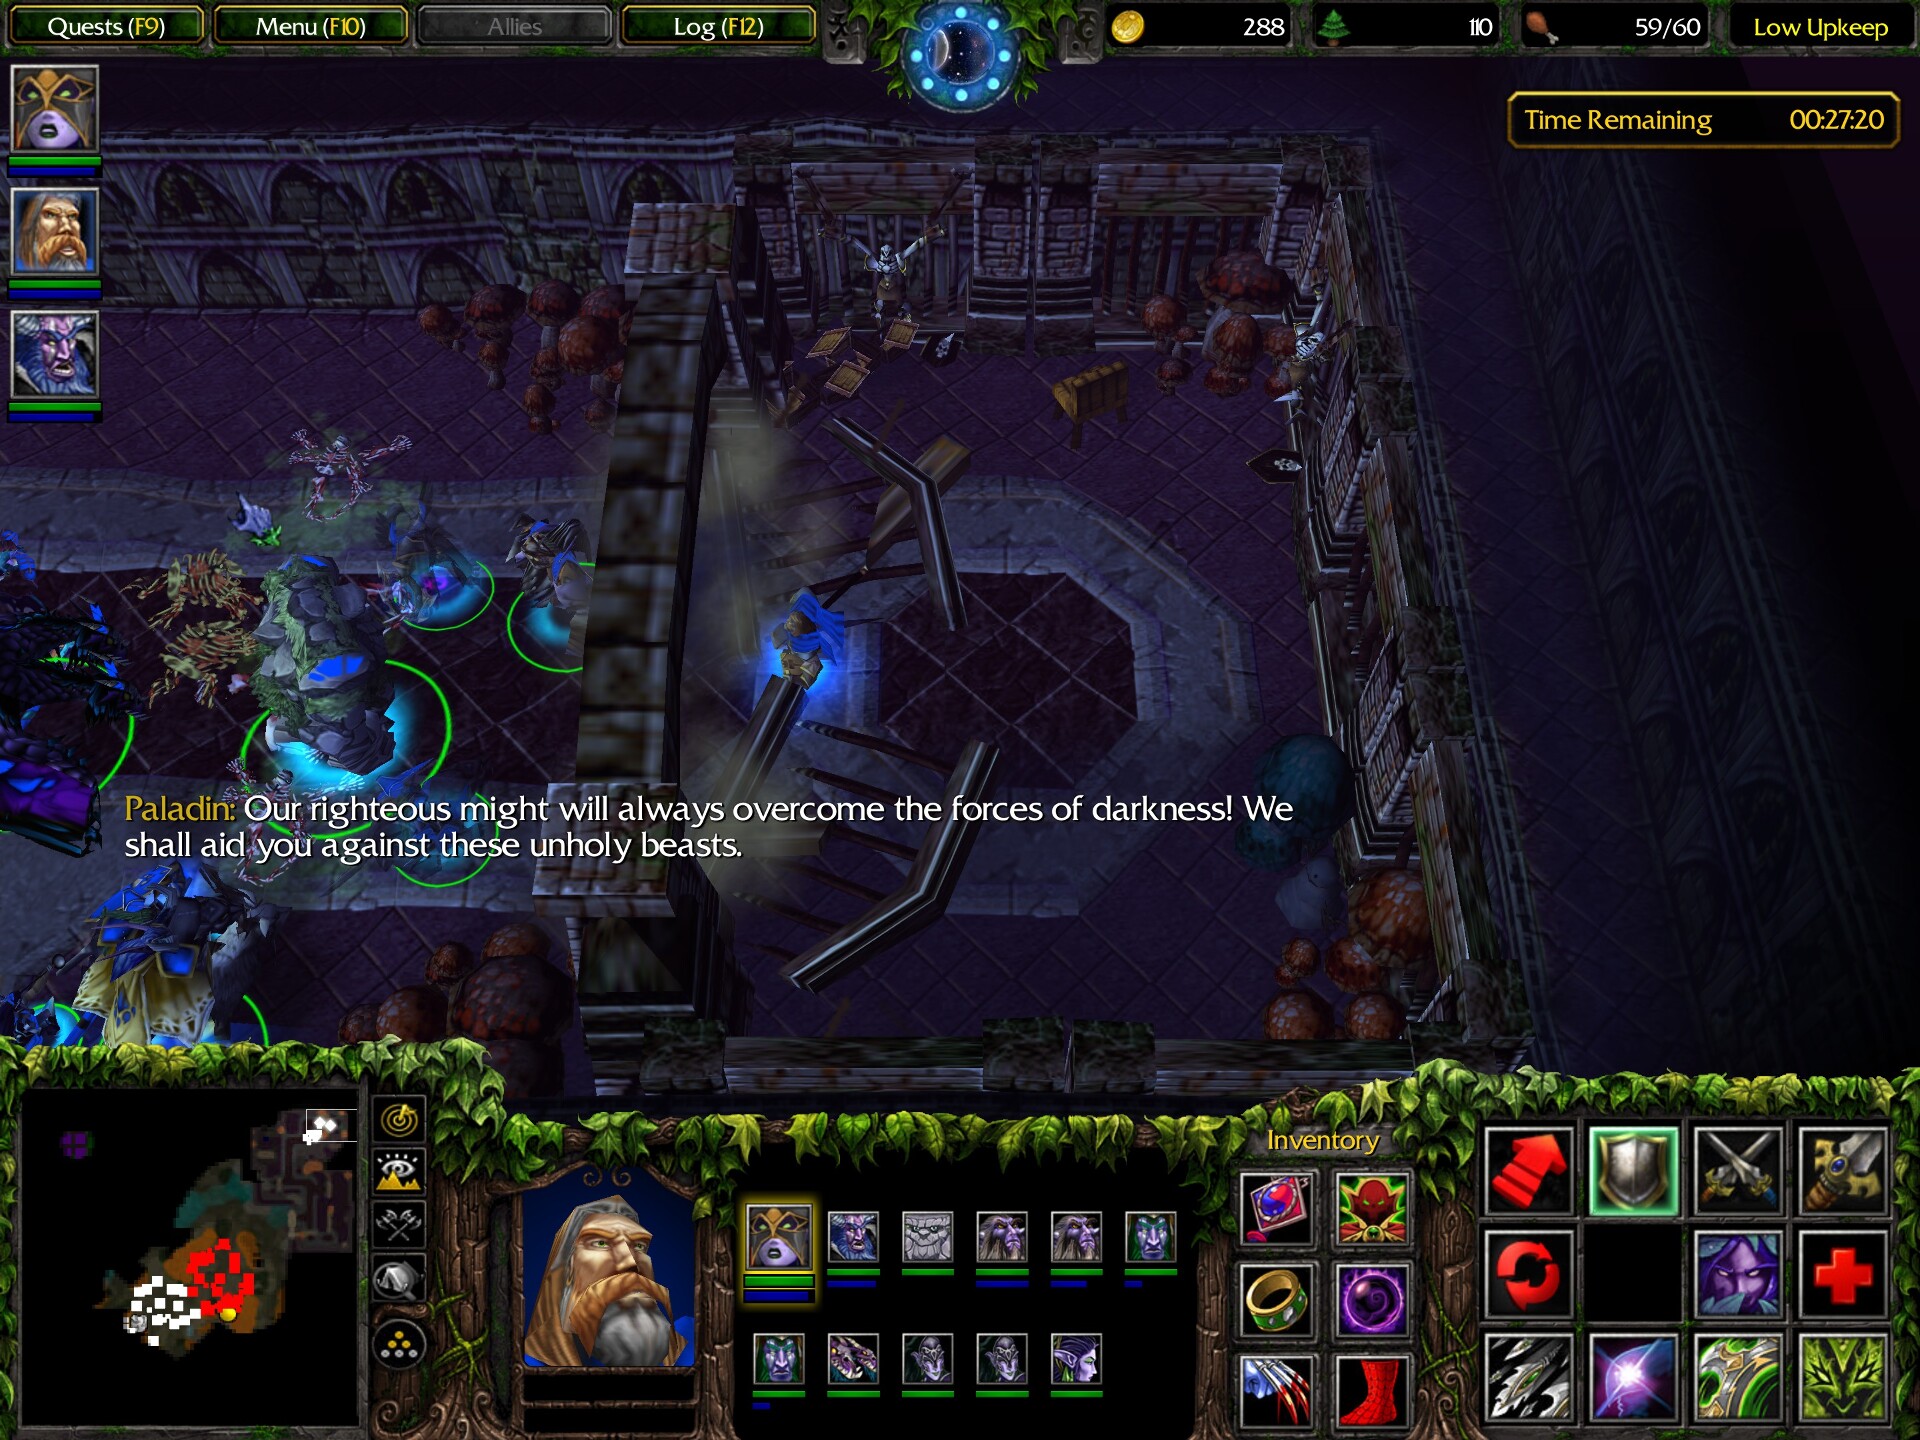 Quests (F9) Menu (F10) Allies Log (F12) 288 110 59/60 Low Upkeep
Time Remaining 00:27:20
Paladin: Our righteous might will always overcome the forces of darkness! We
shall aid you against these unholy beasts.
Inventory